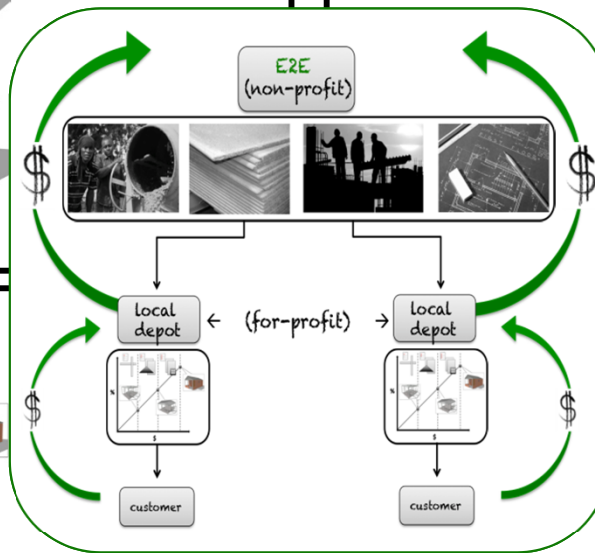 E2E
(non-profit)
$ $
local
depot
← (for-profit) →
local
depot
%
$
%
$
$ $
customer
customer